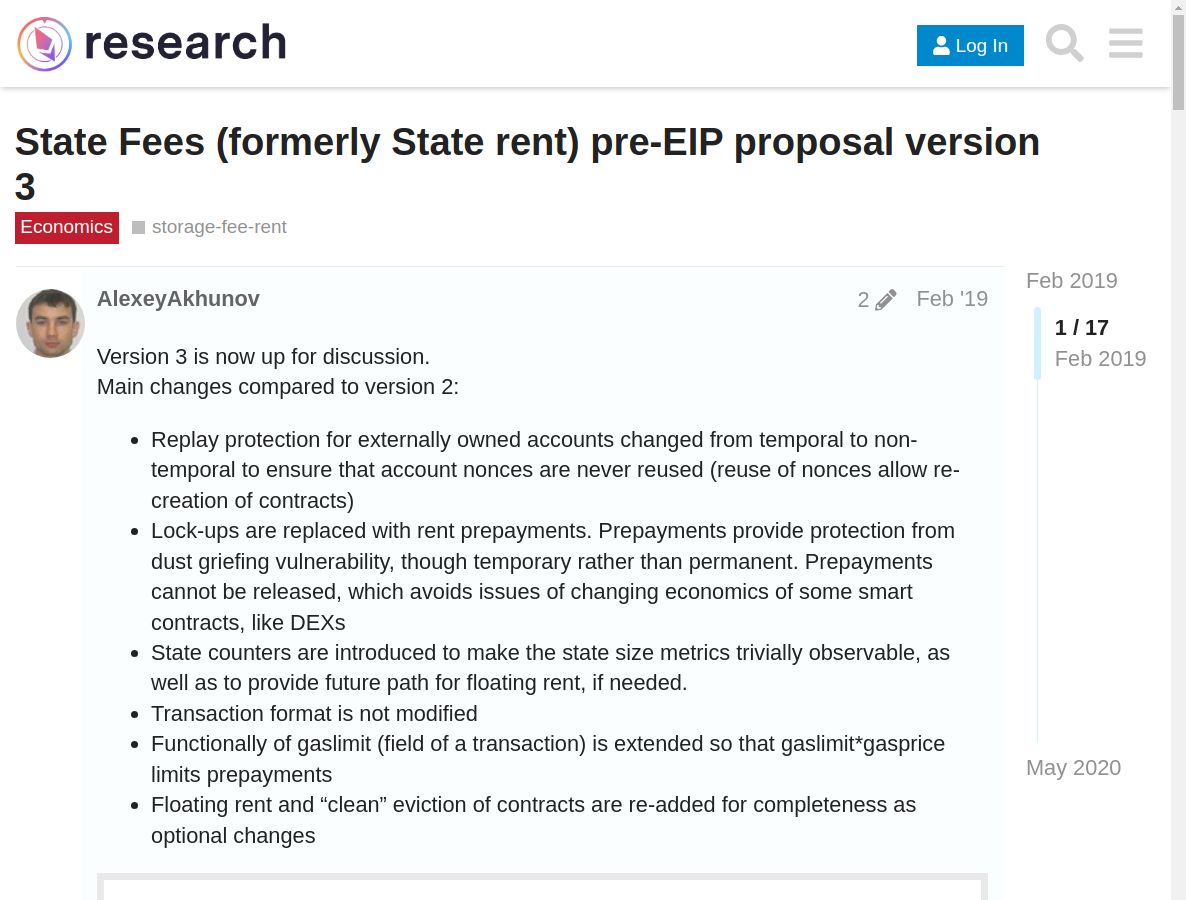 research
Log In
State Fees (formerly State rent) pre-EIP proposal version
3
Economics
storage-fee-rent
AlexeyAkhunov
2
Feb '19
Version 3 is now up for discussion.
Main changes compared to version 2:
• Replay protection for externally owned accounts changed from temporal to non-
temporal to ensure that account nonces are never reused (reuse of nonces allow re-
creation of contracts)
• Lock-ups are replaced with rent prepayments. Prepayments provide protection from
dust griefing vulnerability, though temporary rather than permanent. Prepayments
cannot be released, which avoids issues of changing economics of some smart
contracts, like DEXs
• State counters are introduced to make the state size metrics trivially observable, as
well as to provide future path for floating rent, if needed.
• Transaction format is not modified
• Functionally of gaslimit (field of a transaction) is extended so that gaslimit*gasprice
limits prepayments
• Floating rent and “clean” eviction of contracts are re-added for completeness as
optional changes
Feb 2019
1 / 17
Feb 2019
May 2020